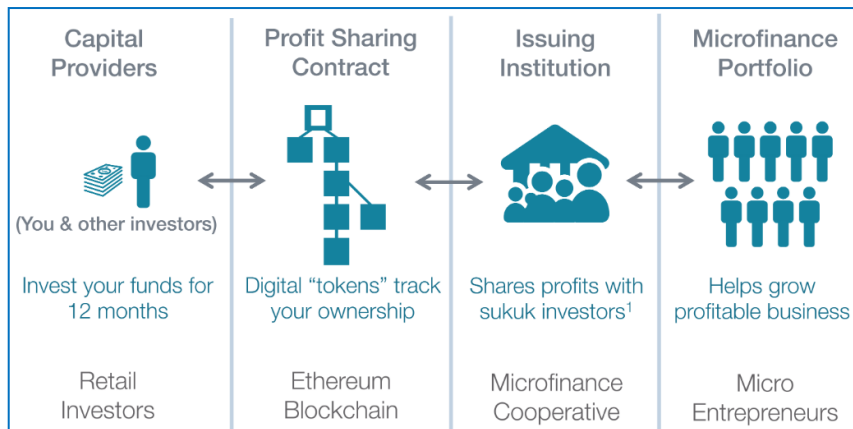 Capital
Providers
(You & other investors)
Invest your funds for
12 months
Retail
Investors
Profit Sharing
Contract
Digital “tokens” track
your ownership
Ethereum
Blockchain
Issuing
Institution
Shares profits with
sukuk investors¹
Microfinance
Cooperative
Microfinance
Portfolio
Helps grow
profitable business
Micro
Entrepreneurs